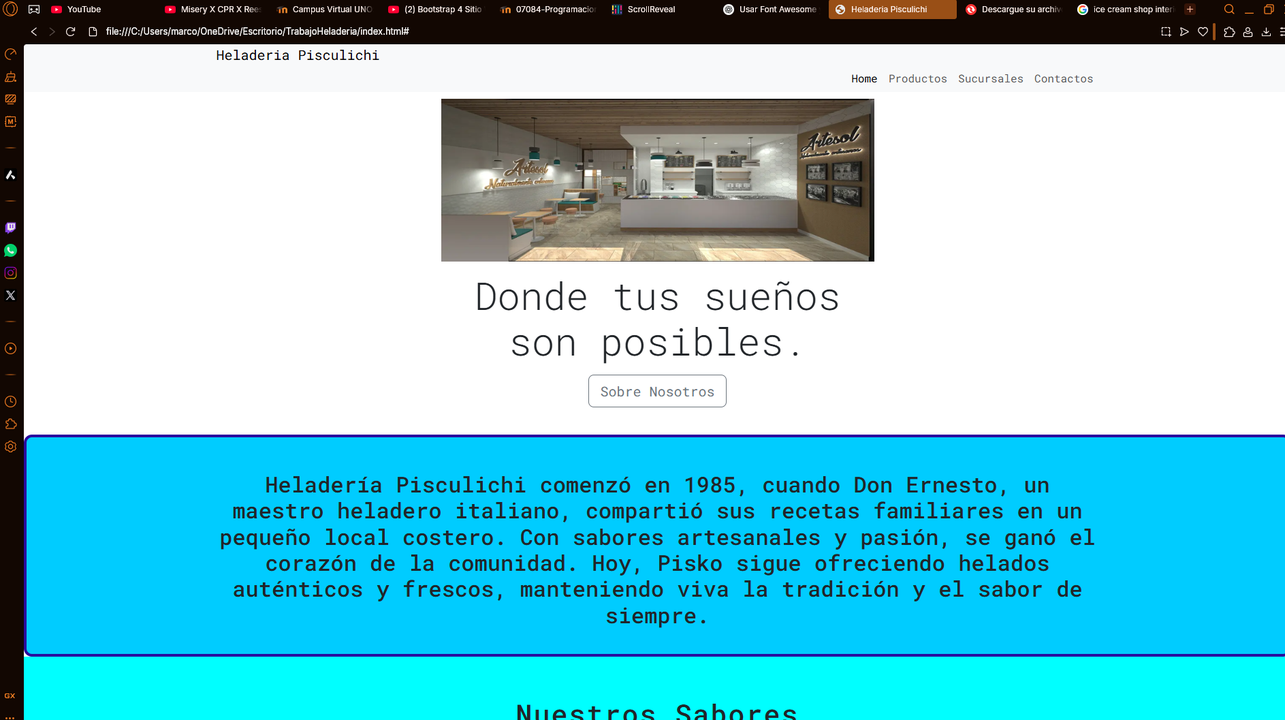 YouTube
Misery X CPR X Rees
Campus Virtual UNO
(2) Bootstrap 4 Sitio
07084-Programacion
ScrollReveal
Usar Font Awesome
Heladeria Pisculichi
Descargue su archiv
ice cream shop inter
file:///C:/Users/marco/OneDrive/Escritorio/TrabajoHeladeria/index.html#
Heladeria Pisculichi
Home Productos Sucursales Contactos
Artesol
Artesol
Donde tus sueños
son posibles.
Sobre Nosotros
Heladería Pisculichi comenzó en 1985, cuando Don Ernesto, un
maestro heladero italiano, compartió sus recetas familiares en un
pequeño local costero. Con sabores artesanales y pasión, se ganó el
corazón de la comunidad. Hoy, Pisko sigue ofreciendo helados
auténticos y frescos, manteniendo viva la tradición y el sabor de
siempre.
GX
Nuestros Sabores